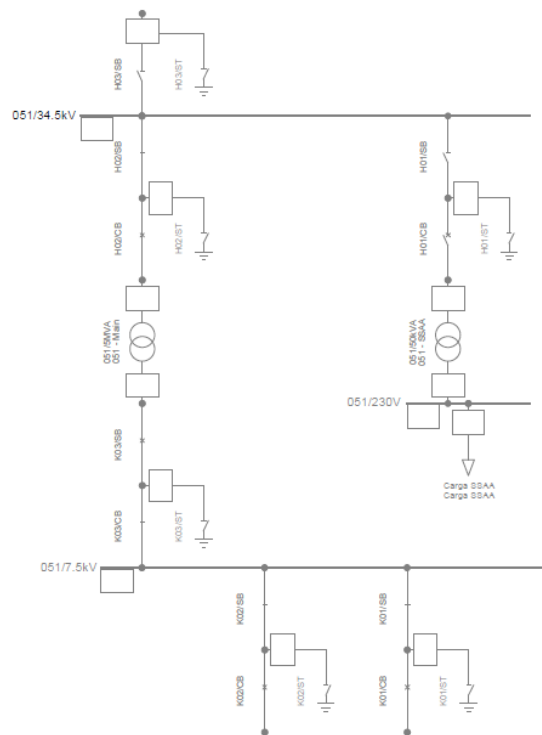 H03/SB
H03/ST
051/34.5kV
H02/SB
H01/SB
H02/CB
H02/ST
H01/CB
H01/ST
051/5MVA
051 - Main
051/50kVA
051 - SSAA
051/230V
K03/SB
Carga SSAA
Carga SSAA
K03/CB
K03/ST
051/7.5kV
K02/SB
K01/SB
K02/CB
K02/ST
K01/CB
K01/ST